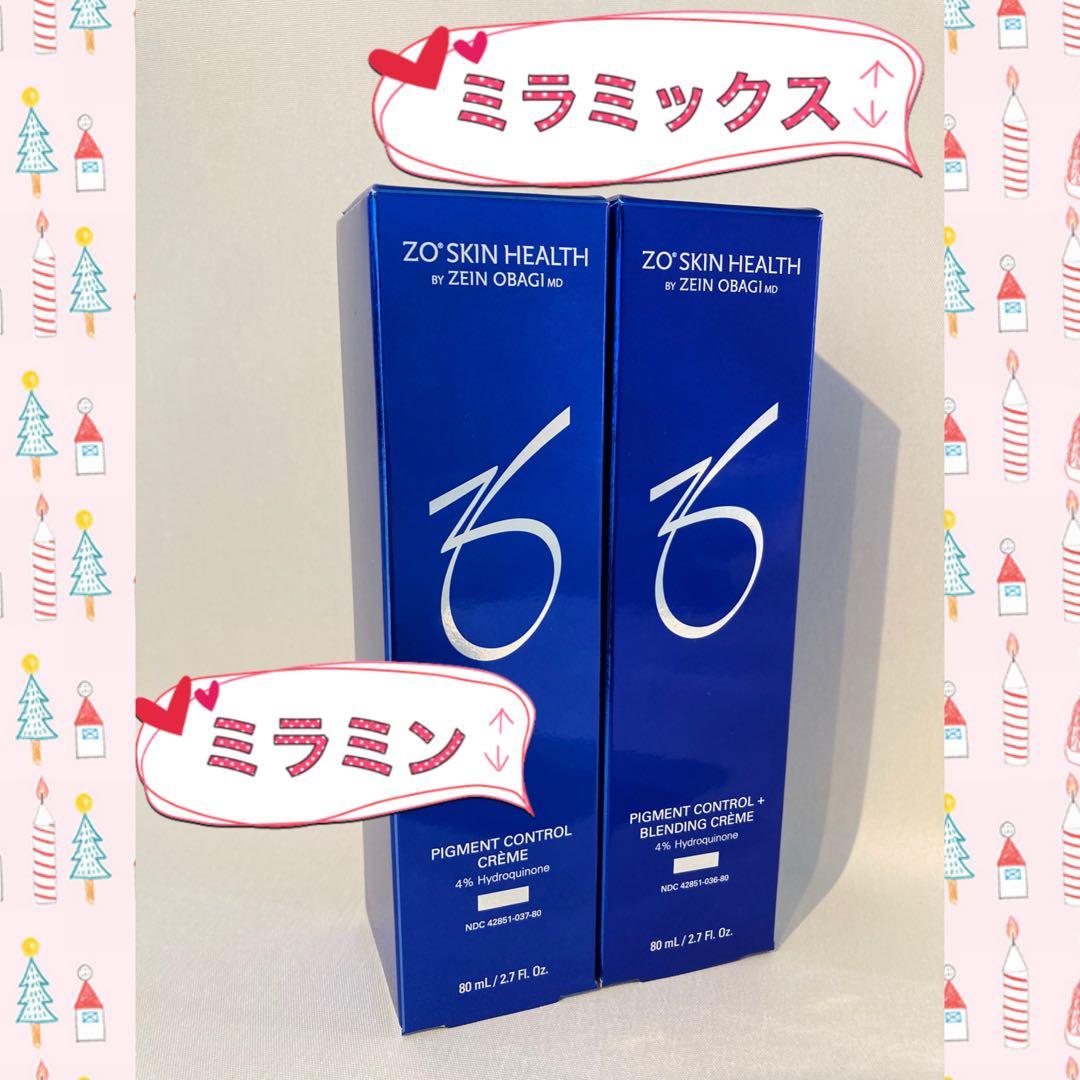 ミラミックス
ZO® SKIN HEALTH
BY ZEIN OBAGI MD
ミラミン
PIGMENT CONTROL
CRÈME
4% Hydroquinone
NDC 42851-037-80
80 mL / 2.7 Fl. Oz.
ZO® SKIN HEALTH
BY ZEIN OBAGI MD
PIGMENT CONTROL +
BLENDING CRÈME
4% Hydroquinone
NDC 42851-036-80
80 mL / 2.7 Fl. Oz.